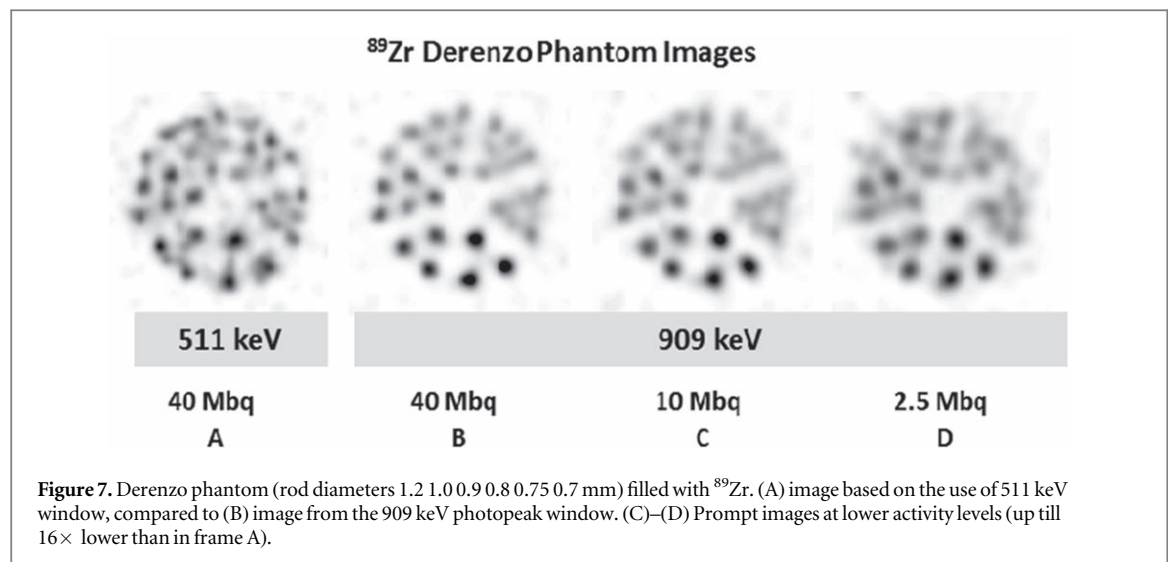 ⁸⁹Zr Derenzo Phantom Images
511 keV
909 keV
40 Mbq
40 Mbq
10 Mbq
2.5 Mbq
A
B
C
D
Figure 7. Derenzo phantom (rod diameters 1.2 1.0 0.9 0.8 0.75 0.7 mm) filled with ⁸⁹Zr. (A) image based on the use of 511 keV
window, compared to (B) image from the 909 keV photopeak window. (C)–(D) Prompt images at lower activity levels (up till
16× lower than in frame A).